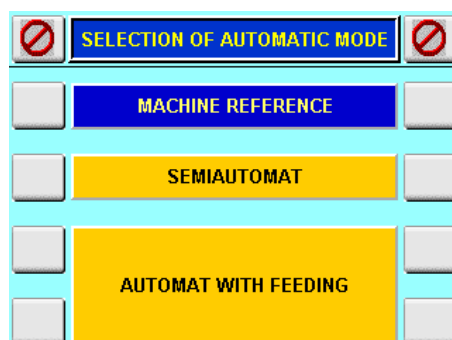 SELECTION OF AUTOMATIC MODE
MACHINE REFERENCE
SEMIAUTOMAT
AUTOMAT WITH FEEDING